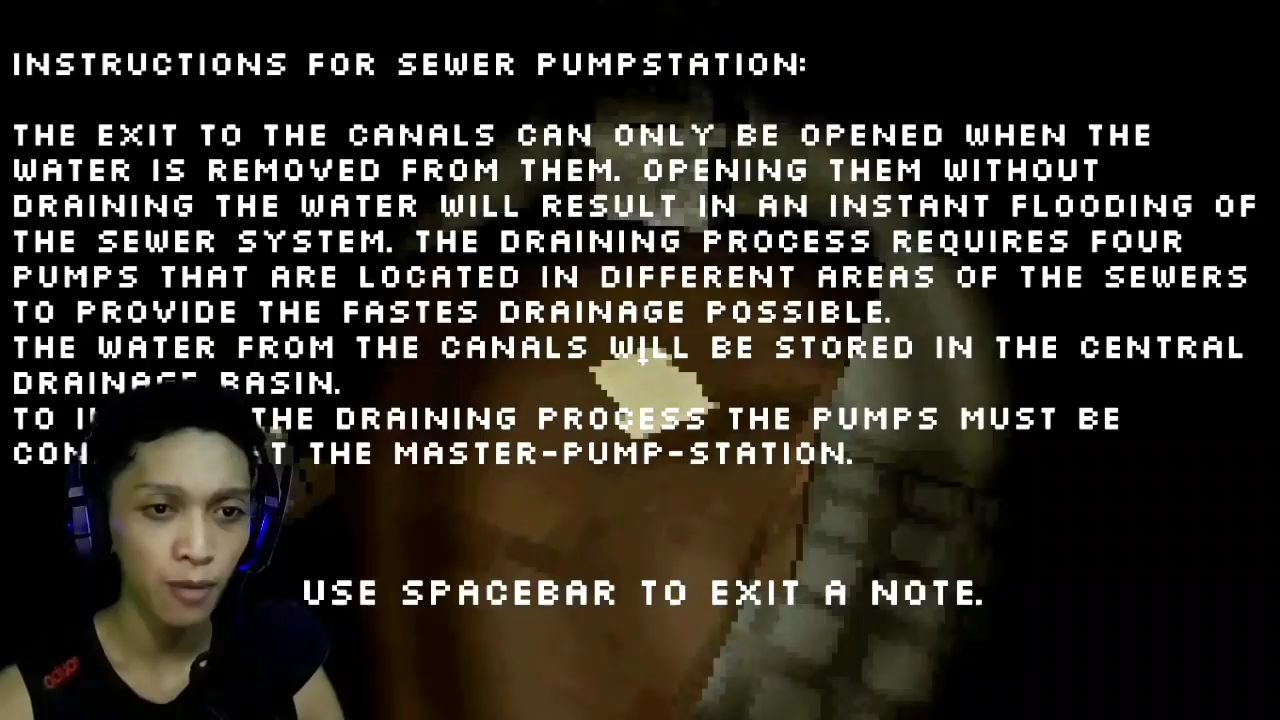 INSTRUCTIONS FOR SEWER PUMPSTATION:
THE EXIT TO THE CANALS CAN ONLY BE OPENED WHEN THE
WATER IS REMOVED FROM THEM. OPENING THEM WITHOUT
DRAINING THE WATER WILL RESULT IN AN INSTANT FLOODING OF
THE SEWER SYSTEM. THE DRAINING PROCESS REQUIRES FOUR
PUMPS THAT ARE LOCATED IN DIFFERENT AREAS OF THE SEWERS
TO PROVIDE THE FASTES DRAINAGE POSSIBLE.
THE WATER FROM THE CANALS WILL BE STORED IN THE CENTRAL
DRAINAGE BASIN.
TO THE DRAINING PROCESS THE PUMPS MUST BE
THE MASTER-PUMP-STATION.
USE SPACEBAR TO EXIT A NOTE.